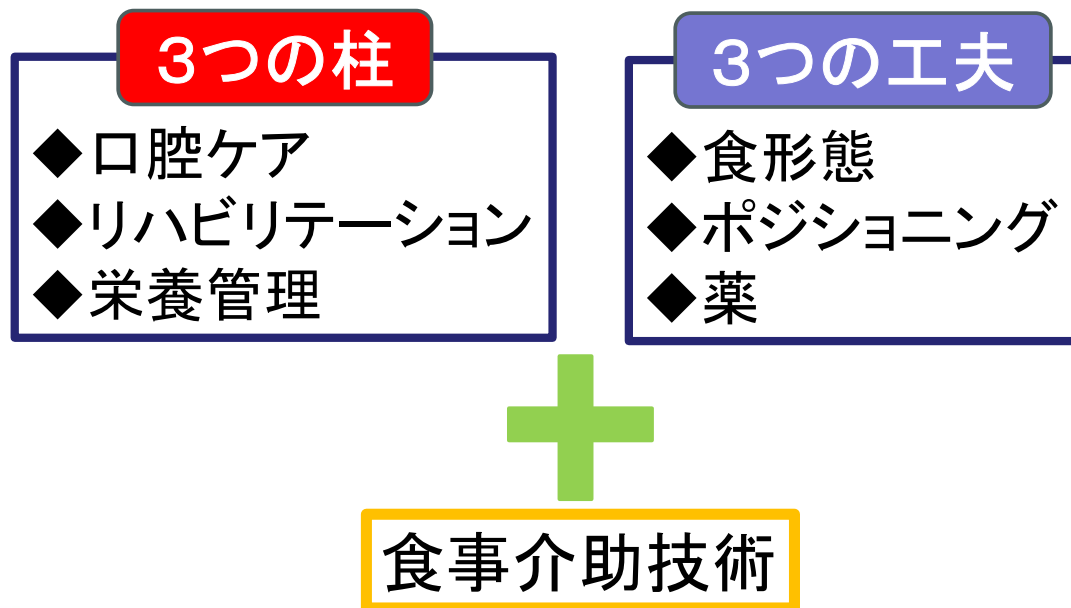 3つの柱
◆口腔ケア
◆リハビリテーション
◆栄養管理
3つの工夫
◆食形態
◆ポジショニング
◆薬
食事介助技術